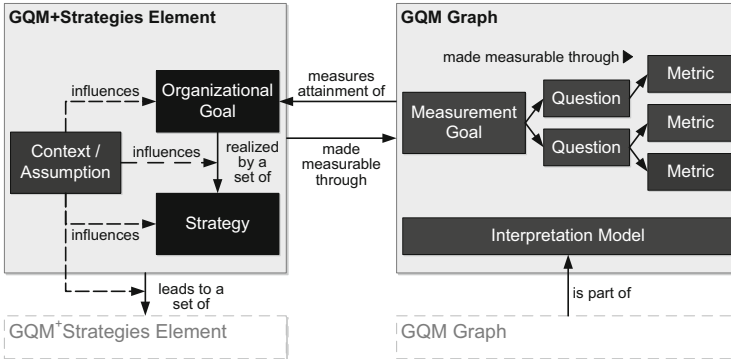 GQM+Strategies Element
influences
Organizational
Goal
Context /
Assumption
influences
realized
by a
set of
influences
Strategy
leads to a
set of
GQM+Strategies Element
measures
attainment of
made
measurable
through
GQM Graph
made measurable through ▶
Metric
Question
Measurement
Goal
Metric
Question
Metric
Interpretation Model
is part of
GQM Graph